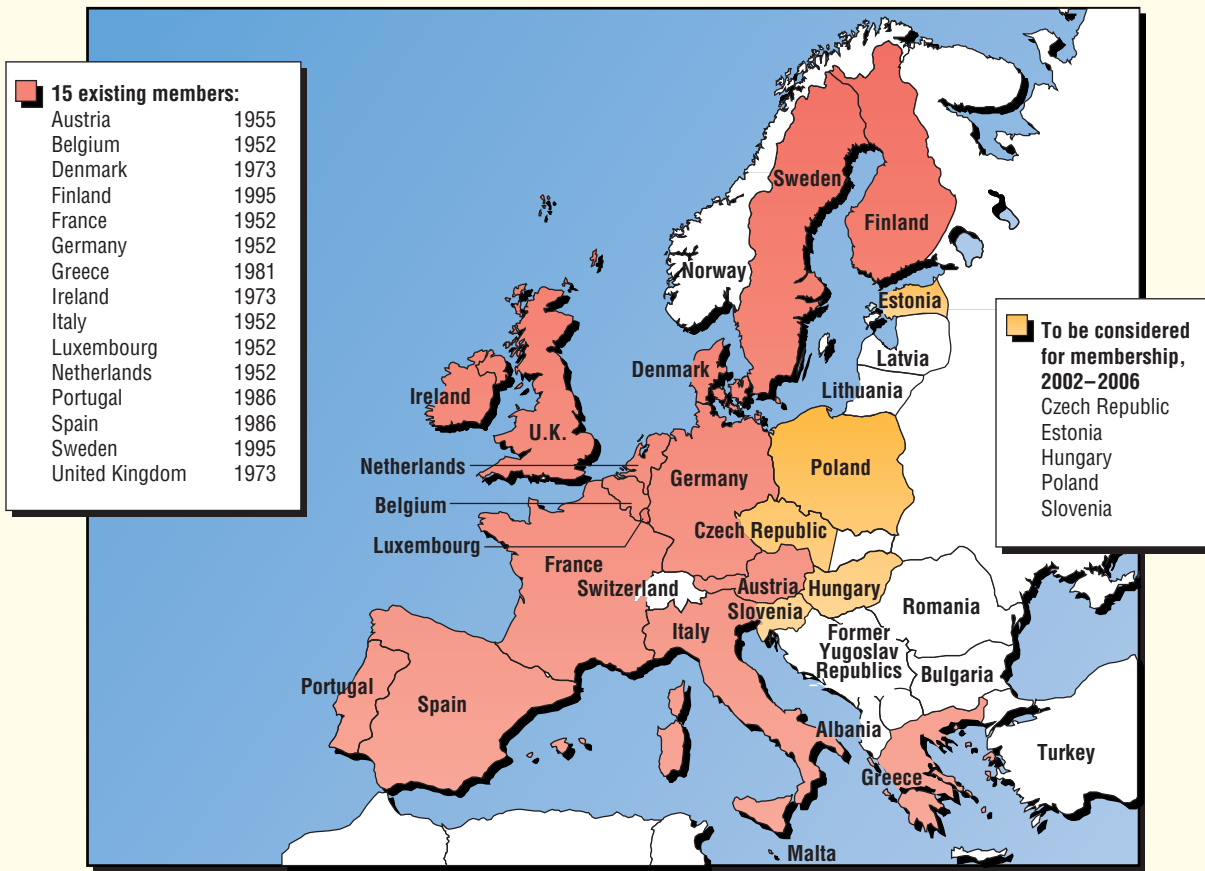 15 existing members:
Austria 1955
Belgium 1952
Denmark 1973
Finland 1995
France 1952
Germany 1952
Greece 1981
Ireland 1973
Italy 1952
Luxembourg 1952
Netherlands 1952
Portugal 1986
Spain 1986
Sweden 1995
United Kingdom 1973
Sweden
Finland
Norway
Estonia
Latvia
Lithuania
Denmark
Ireland
U.K.
Netherlands
Belgium
Luxembourg
Germany
Poland
Czech Republic
France
Switzerland
Austria
Hungary
Slovenia
Italy
Romania
Former
Yugoslav
Republics
Bulgaria
Portugal
Spain
Albania
Greece
Turkey
Malta
To be considered
for membership,
2002–2006
Czech Republic
Estonia
Hungary
Poland
Slovenia